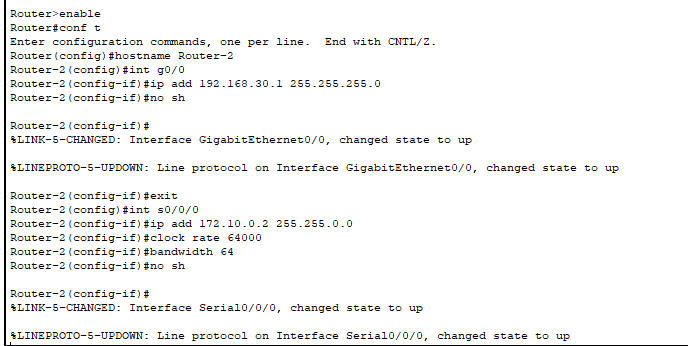 Router>enable
Router#conf t
Enter configuration commands, one per line.  End with CNTL/Z.
Router(config)#hostname Router-2
Router-2(config)#int g0/0
Router-2(config-if)#ip add 192.168.30.1 255.255.255.0
Router-2(config-if)#no sh
Router-2(config-if)#
%LINK-5-CHANGED: Interface GigabitEthernet0/0, changed state to up
%LINEPROTO-5-UPDOWN: Line protocol on Interface GigabitEthernet0/0, changed state to up
Router-2(config-if)#exit
Router-2(config)#int s0/0/0
Router-2(config-if)#ip add 172.10.0.2 255.255.0.0
Router-2(config-if)#clock rate 64000
Router-2(config-if)#bandwidth 64
Router-2(config-if)#no sh
Router-2(config-if)#
%LINK-5-CHANGED: Interface Serial0/0/0, changed state to up
%LINEPROTO-5-UPDOWN: Line protocol on Interface Serial0/0/0, changed state to up